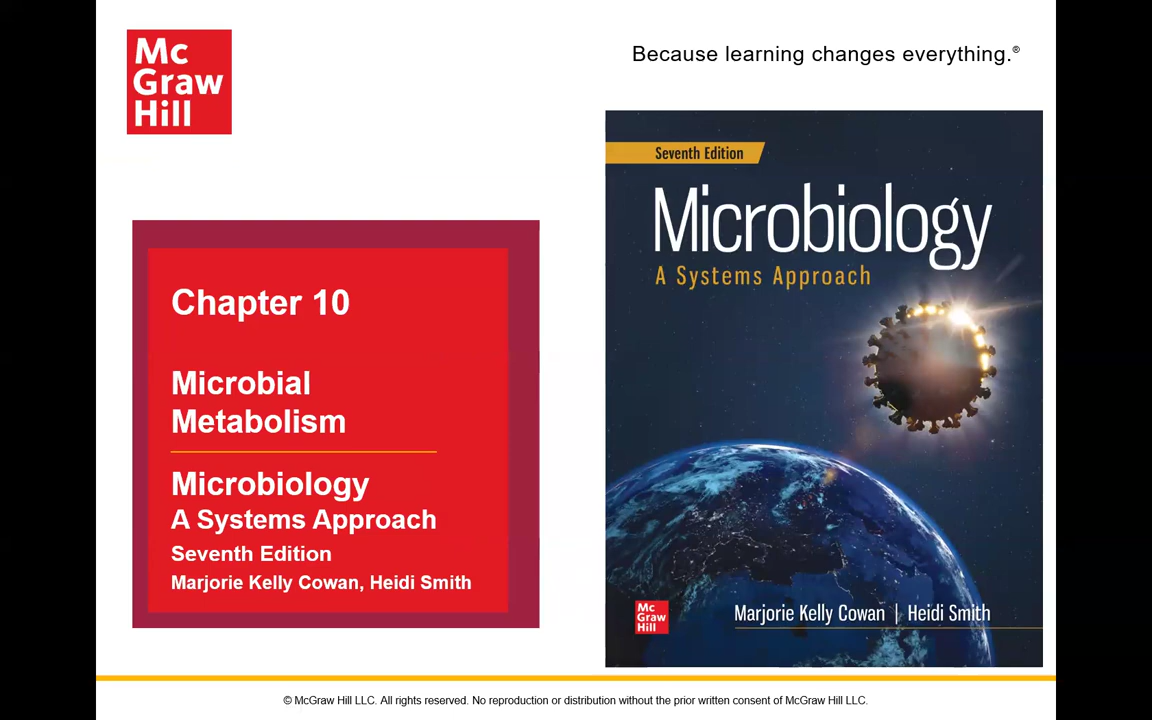 Mc
Graw
Hill
Because learning changes everything.®
Chapter 10
Microbial
Metabolism
Microbiology
A Systems Approach
Seventh Edition
Marjorie Kelly Cowan, Heidi Smith
Seventh Edition
Microbiology
A Systems Approach
Mc
Graw
Hill
Marjorie Kelly Cowan | Heidi Smith
© McGraw Hill LLC. All rights reserved. No reproduction or distribution without the prior written consent of McGraw Hill LLC.